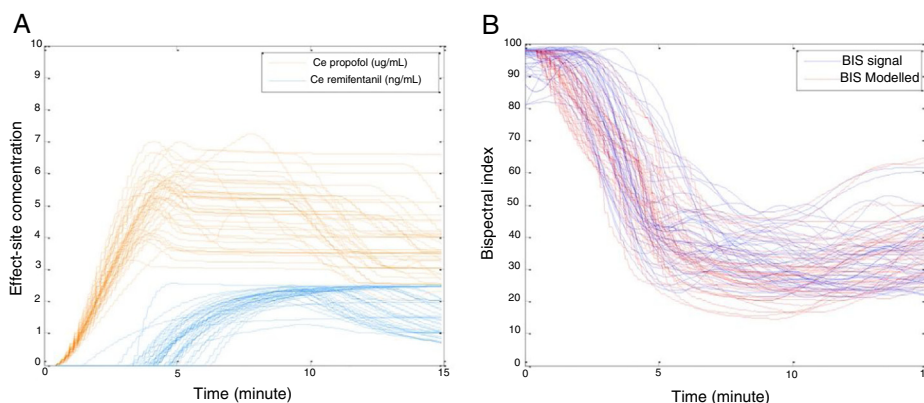 A
10
9
8
7
6
5
4
3
2
1
0
Effect-site comcentration
Ce propofol (ug/mL)
Ce remifentanil (ng/mL)
0 5 10 15
Time (minute)
B
100
90
80
70
60
50
40
30
20
10
0
Bispectral index
BIS signal
BIS Modelled
0 5 10 15
Time (minute)